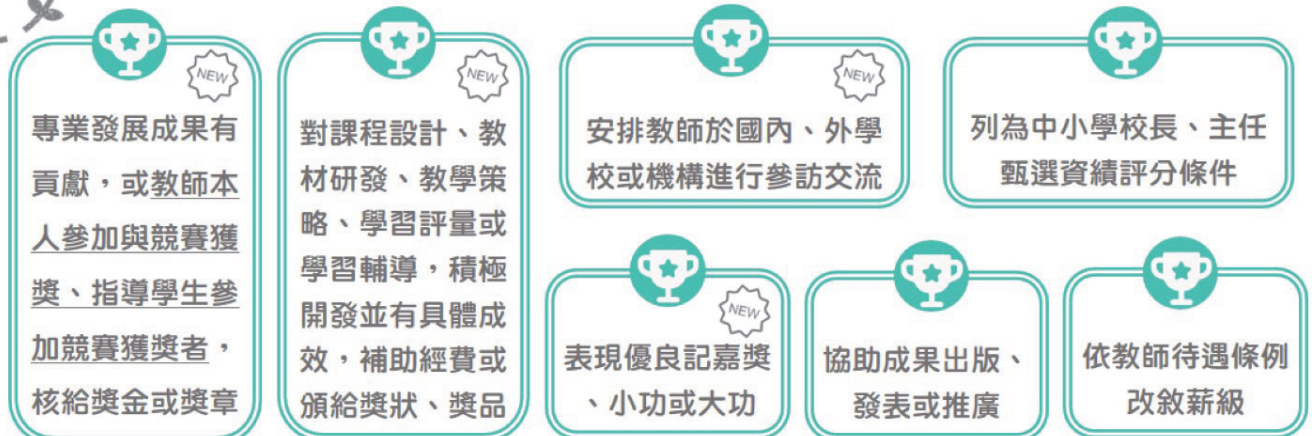 NEW
專業發展成果有
貢獻，或教師本
人參加與競賽獲
獎、指導學生參
加競賽獲獎者，
核給獎金或獎章
NEW
對課程設計、教
材研發、教學策
略、學習評量或
學習輔導，積極
開發並有具體成
效，補助經費或
頒給獎狀、獎品
NEW
安排教師於國內、外學
校或機構進行參訪交流
列為中小學校長、主任
甄選資績評分條件
NEW
表現優良記嘉獎
、小功或大功
協助成果出版、
發表或推廣
依教師待遇條例
改敘薪級